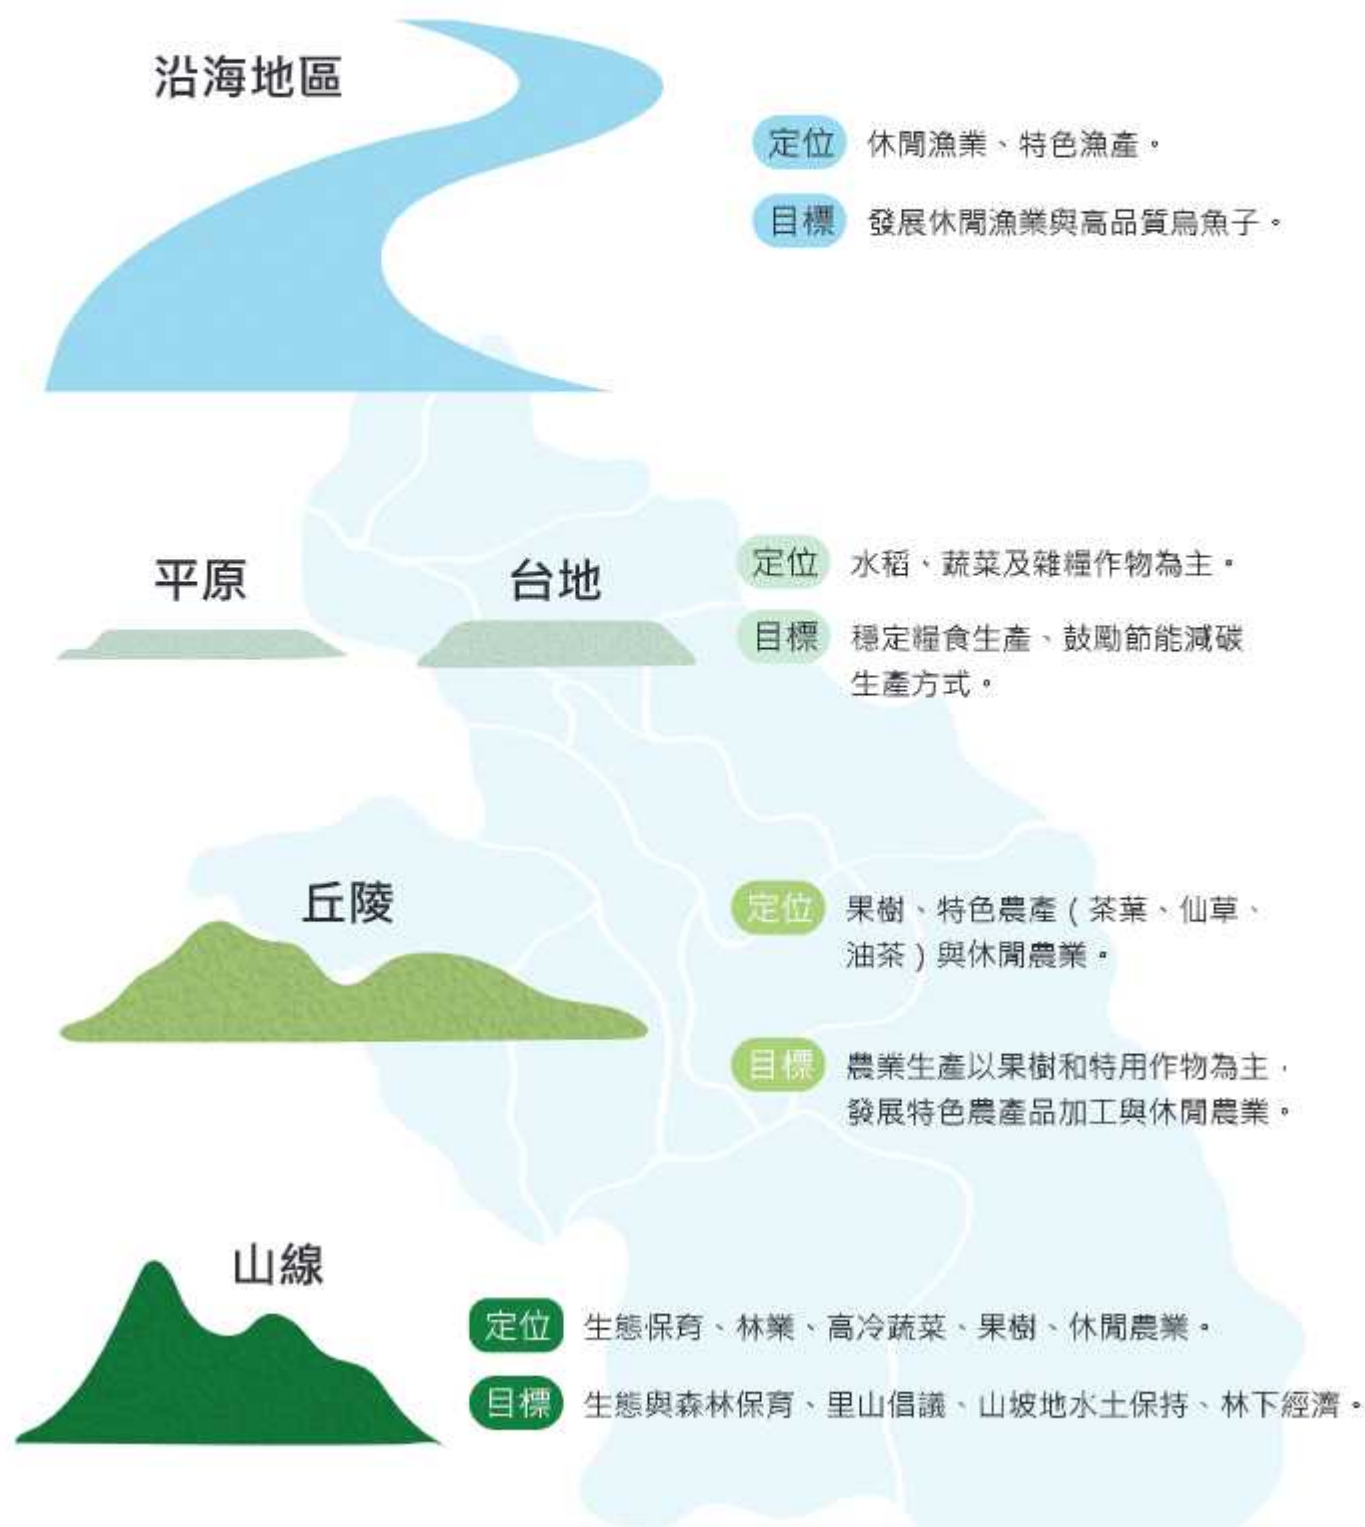 沿海地區
定位 休閒漁業、特色漁產。
目標 發展休閒漁業與高品質烏魚子。
平原
台地
定位 水稻、蔬菜及雜糧作物為主。
目標 穩定糧食生產、鼓勵節能減碳
生產方式。
丘陵
定位 果樹、特色農產(茶葉、仙草、
油茶)與休閒農業。
目標 農業生產以果樹和特用作物為主,
發展特色農產品加工與休閒農業。
山線
定位 生態保育、林業、高冷蔬菜、果樹、休閒農業。
目標 生態與森林保育、里山倡議、山坡地水土保持、林下經濟。